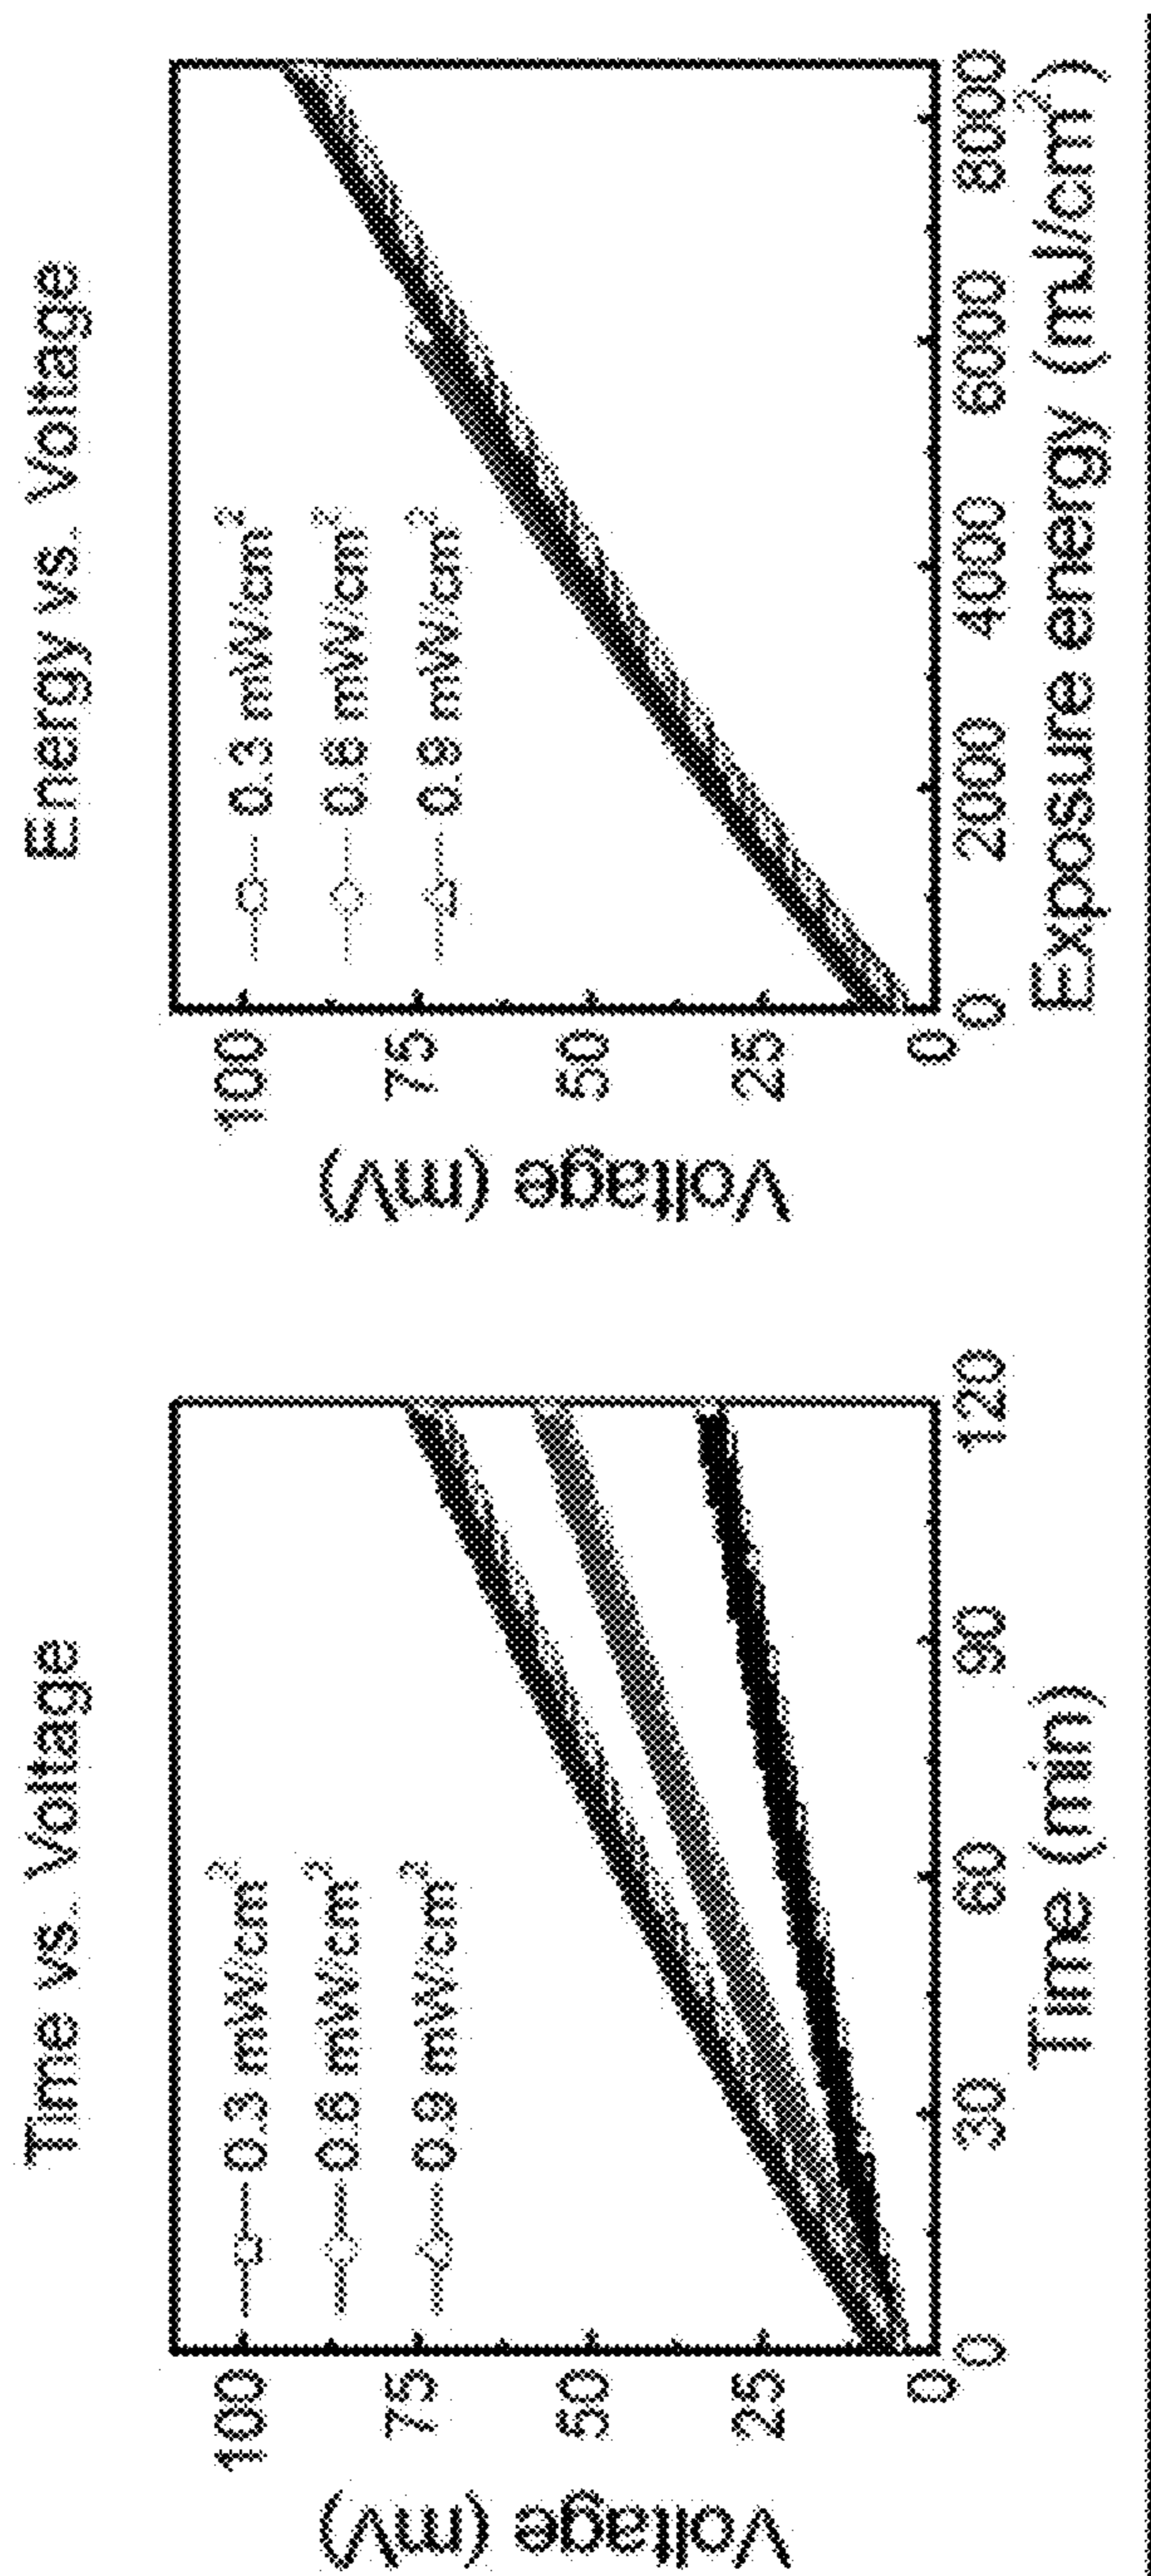 Time vs. Voltage
0.3 mW/cm²
0.6 mW/cm²
0.9 mW/cm²
100
75
50
25
0
Voltage (mV)
0 30 60 90 120
Time (min)
Energy vs. Voltage
0.3 mW/cm²
0.6 mW/cm²
0.9 mW/cm²
100
75
50
25
0
Voltage (mV)
0 2000 4000 6000 8000
Exposure energy (mJ/cm²)